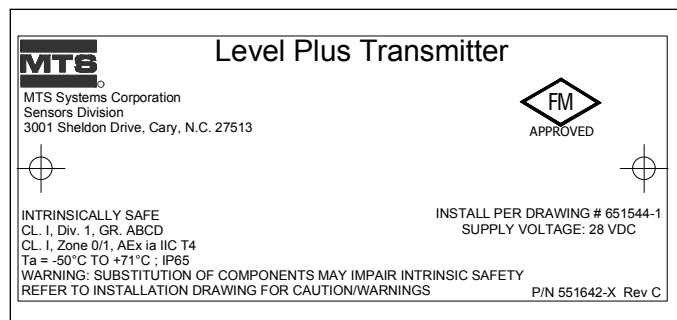 MTS
Level Plus Transmitter
MTS Systems Corporation
Sensors Division
3001 Sheldon Drive, Cary, N.C. 27513
FM
APPROVED
INTRINSICALLY SAFE
CL. I, Div. 1, GR. ABCD
CL. I, Zone 0/1, AEx ia IIC T4
Ta = -50°C TO +71°C ; IP65
WARNING: SUBSTITUTION OF COMPONENTS MAY IMPAIR INTRINSIC SAFETY
REFER TO INSTALLATION DRAWING FOR CAUTION/WARNINGS
INSTALL PER DRAWING # 651544-1
SUPPLY VOLTAGE: 28 VDC
P/N 551642-X Rev C